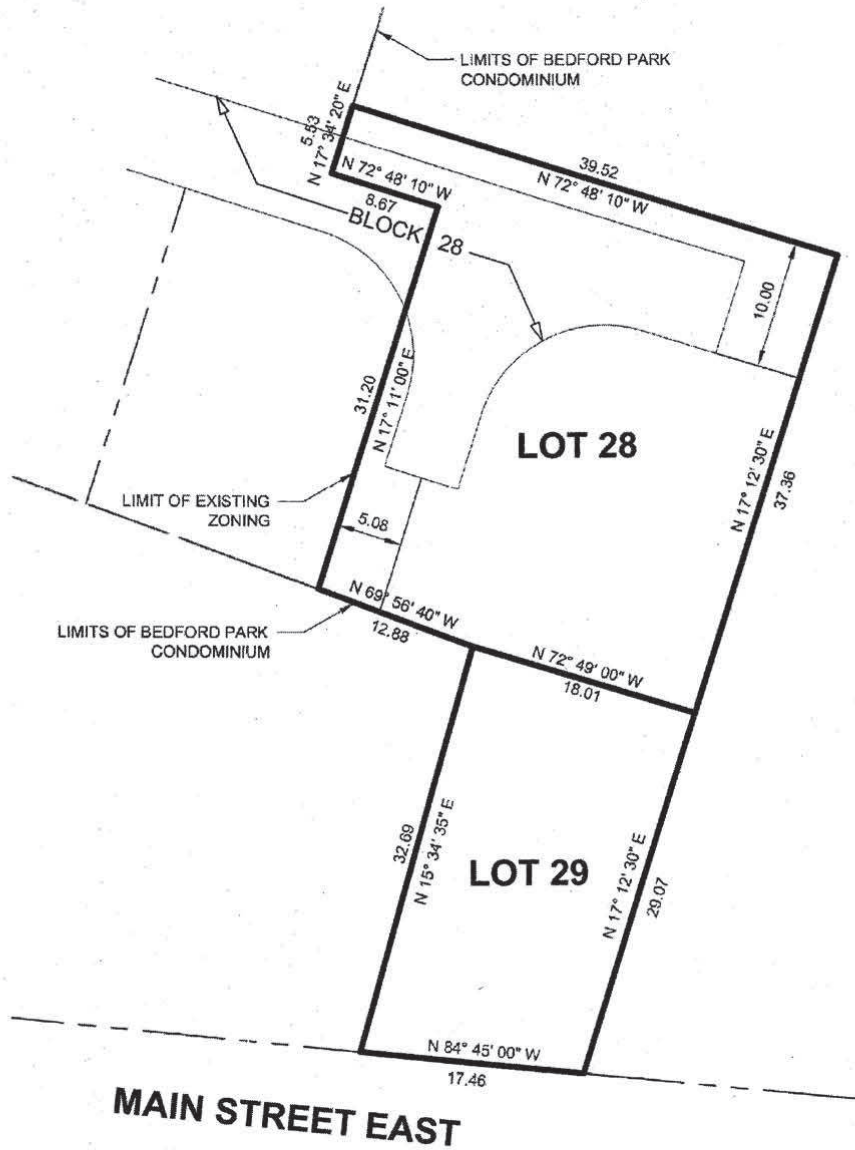 LIMITS OF BEDFORD PARK
CONDOMINIUM
5.53
N 17° 34' 20" E
39.52
N 72° 48' 10" W
N 72° 48' 10" W
8.67
BLOCK 28
10.00
31.20
N 17° 11' 00" E
LOT 28
N 17° 12' 30" E
37.36
LIMIT OF EXISTING
ZONING
5.08
N 69° 56' 40" W
12.88
LIMITS OF BEDFORD PARK
CONDOMINIUM
N 72° 49' 00" W
18.01
32.69
N 15° 34' 35" E
LOT 29
N 17° 12' 30" E
29.07
N 84° 45' 00" W
17.46
MAIN STREET EAST